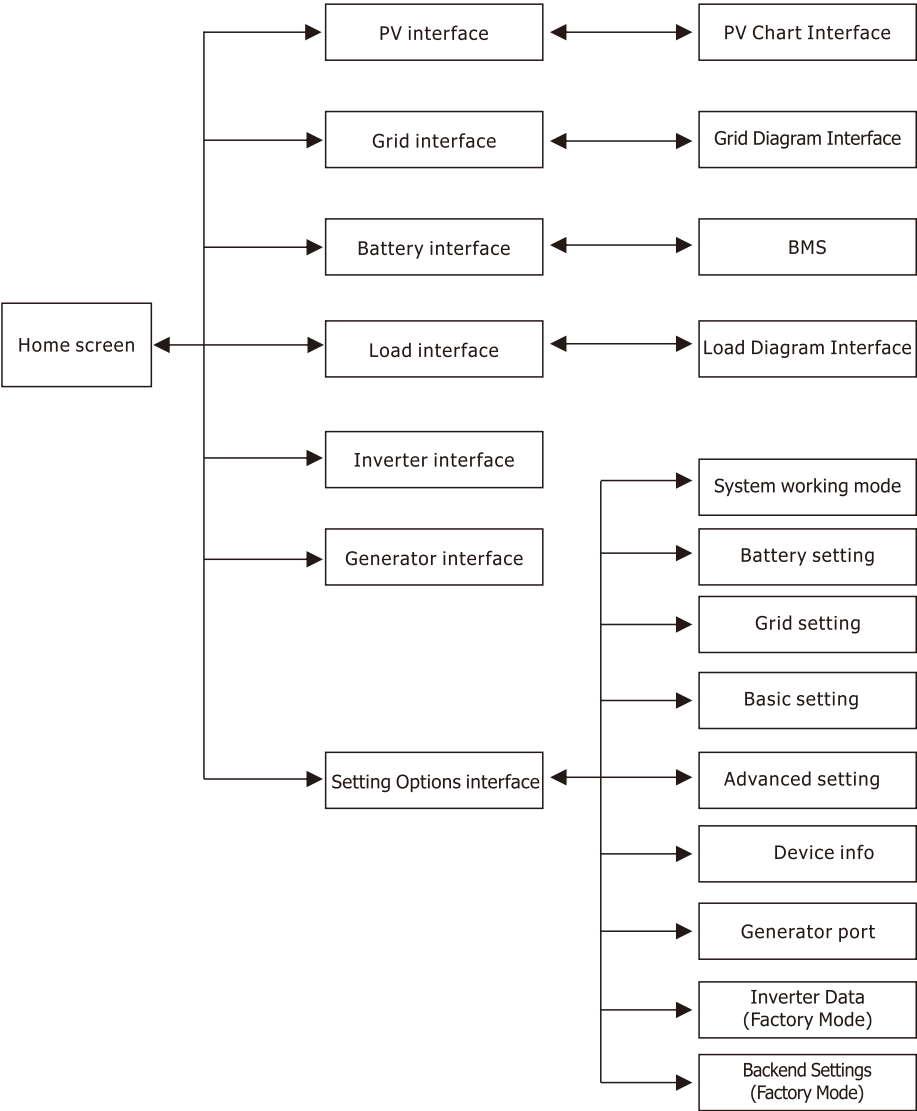 Home screen
PV interface
PV Chart Interface
Grid interface
Grid Diagram Interface
Battery interface
BMS
Load interface
Load Diagram Interface
Inverter interface
Generator interface
Setting Options interface
System working mode
Battery setting
Grid setting
Basic setting
Advanced setting
Device info
Generator port
Inverter Data
(Factory Mode)
Backend Settings
(Factory Mode)